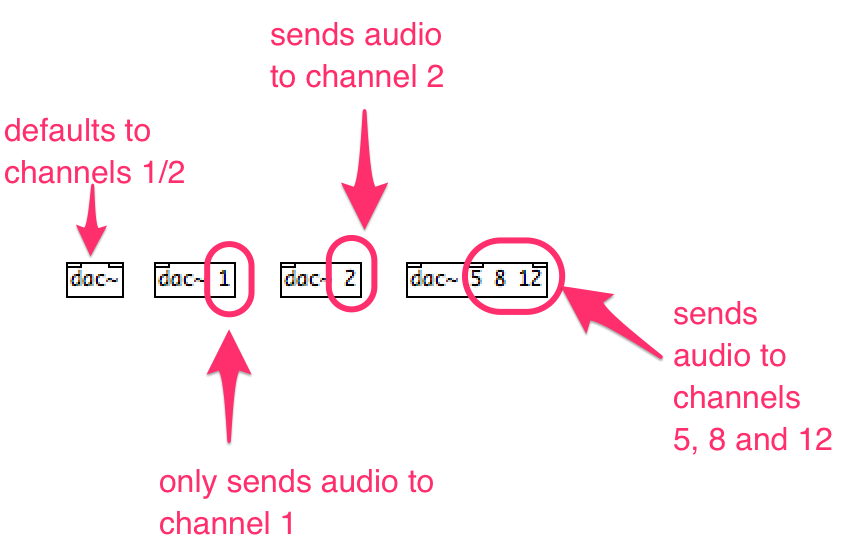 sends audio
to channel 2
defaults to
channels 1/2
dac~
dac~ 1
dac~ 2
dac~ 5 8 12
sends
audio to
channels
5, 8 and 12
only sends audio to
channel 1